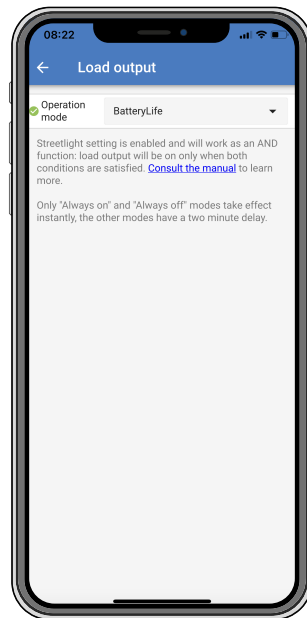 08:22
Load output
Operation
mode
BatteryLife
Streetlight setting is enabled and will work as an AND
function: load output will be on only when both
conditions are satisfied. Consult the manual to learn
more.
Only "Always on" and "Always off" modes take effect
instantly, the other modes have a two minute delay.